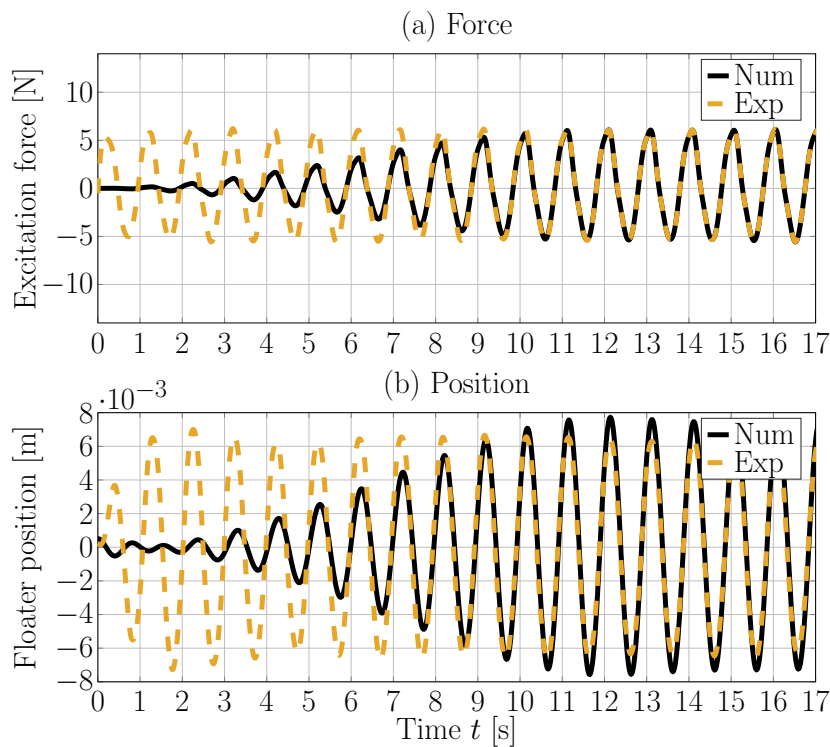 (a) Force
Excitation force [N]
10
5
0
−5
−10
Num
Exp
0 1 2 3 4 5 6 7 8 9 10 11 12 13 14 15 16 17
(b) Position
·10−3
Floater position [m]
8
6
4
2
0
−2
−4
−6
−8
Num
Exp
0 1 2 3 4 5 6 7 8 9 10 11 12 13 14 15 16 17
Time t [s]